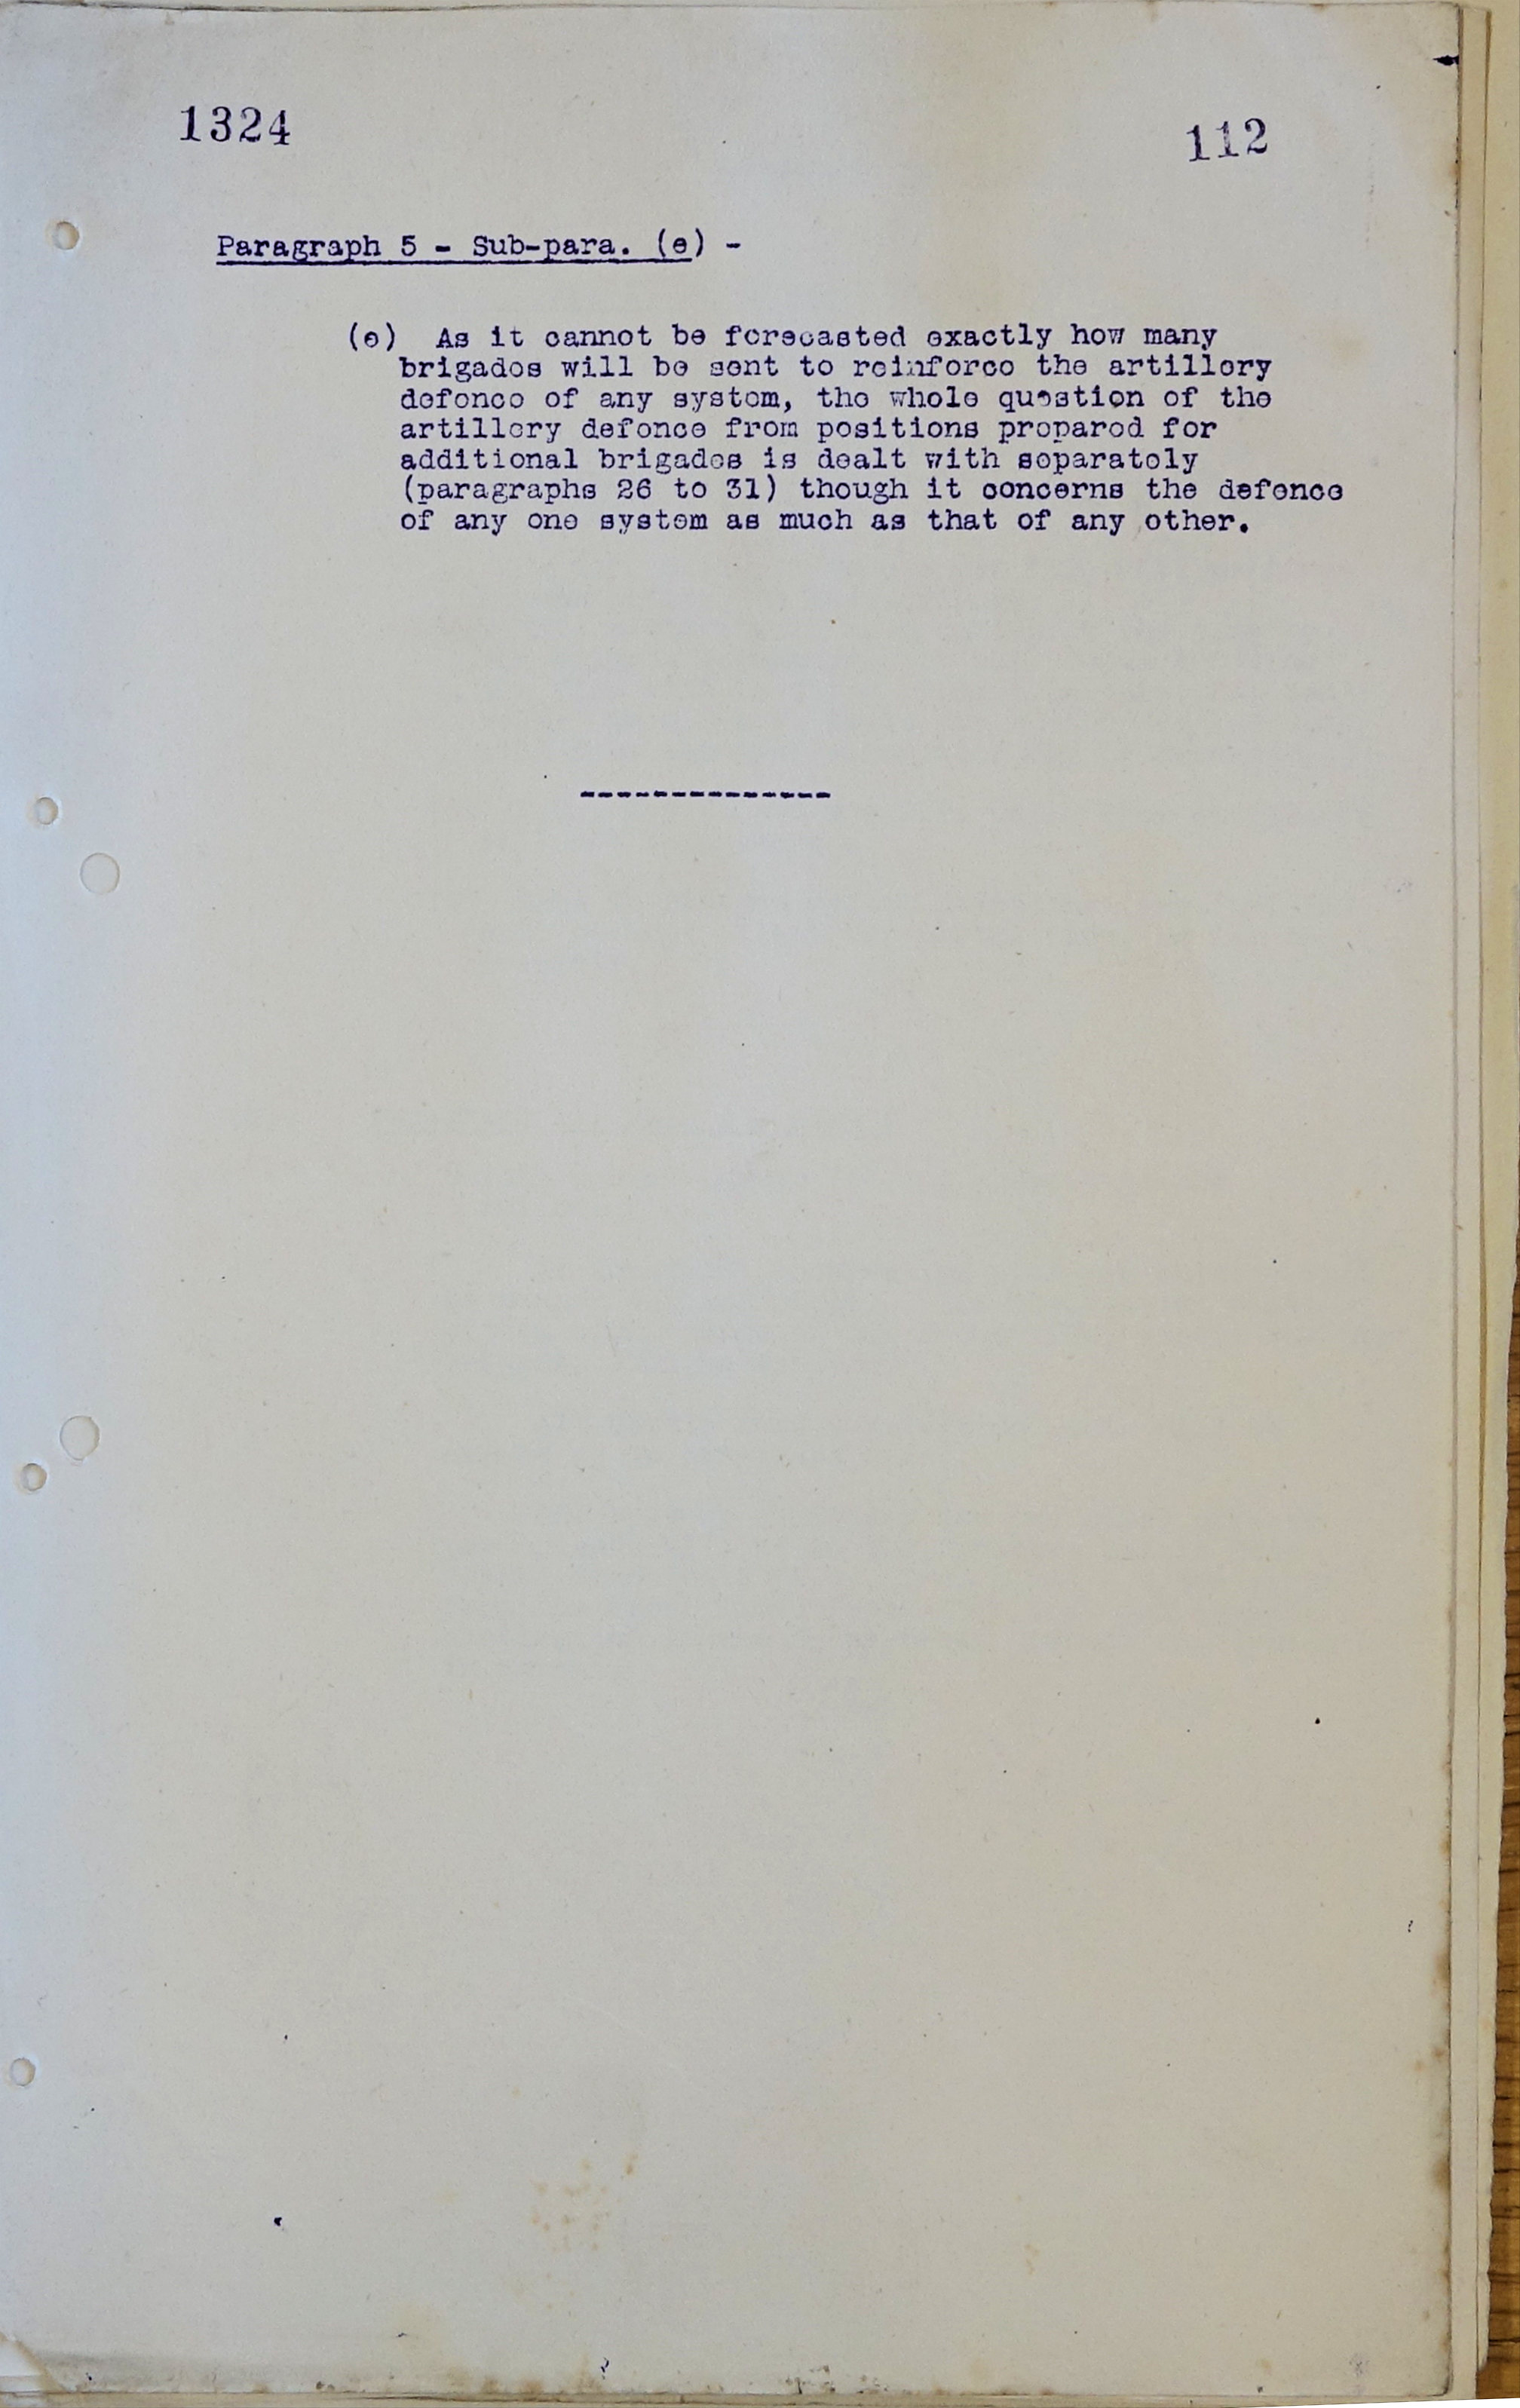 1324
112
Paragraph 5 - Sub-para. (e) -
(e) As it cannot be forecasted exactly how many
brigades will be sent to reinforce the artillery
defence of any system, the whole question of the
artillery defence from positions prepared for
additional brigades is dealt with separately
(paragraphs 26 to 31) though it concerns the defence
of any one system as much as that of any other.
--------------